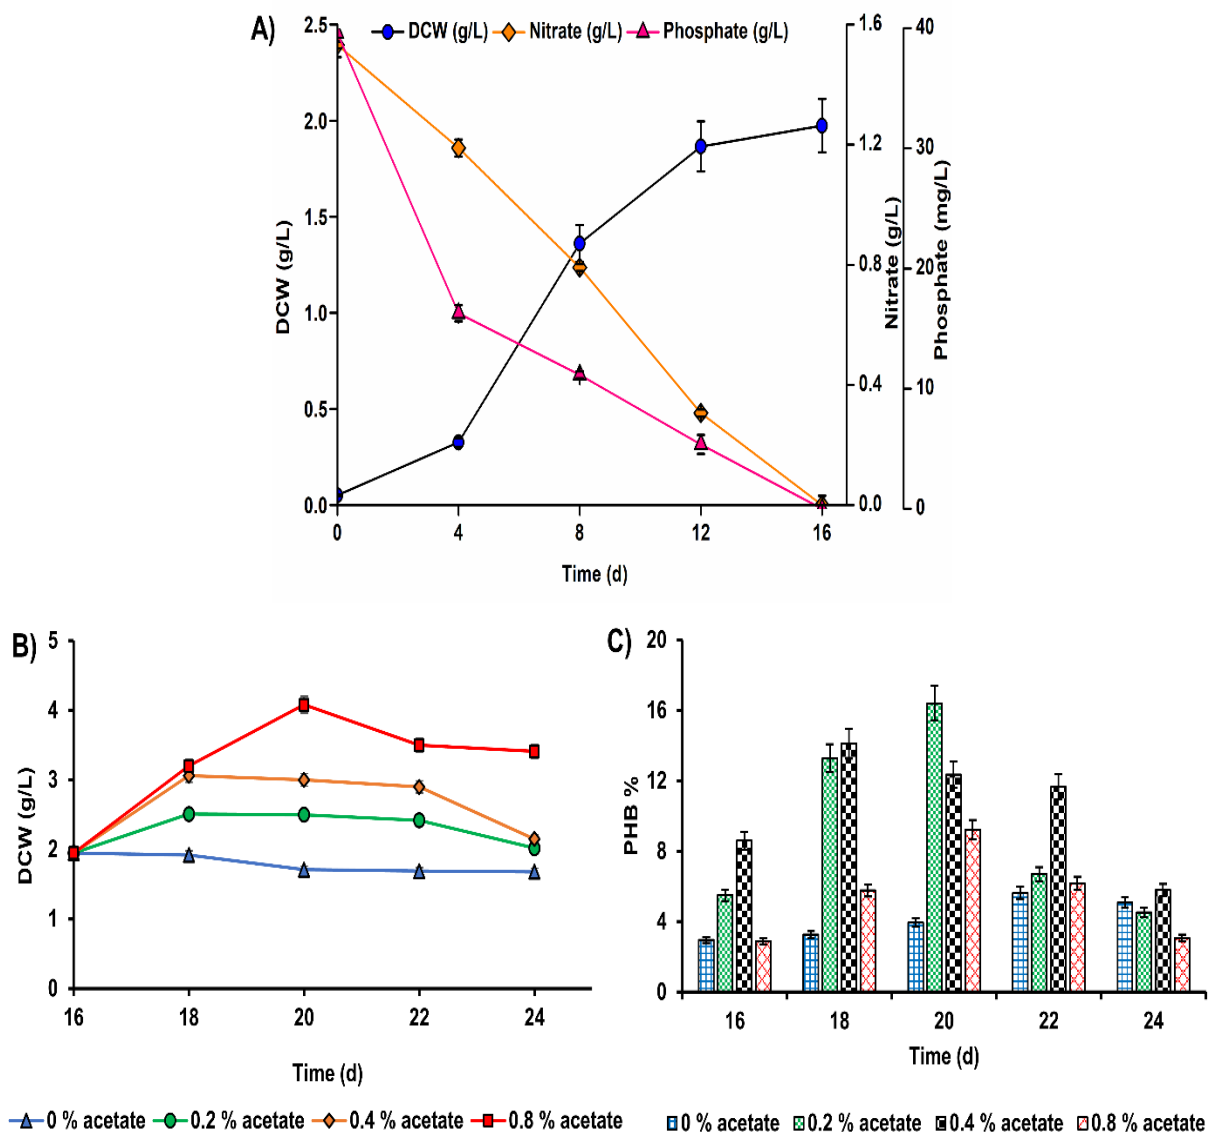 A)
DCW (g/L) Nitrate (g/L) Phosphate (g/L)
2.5
2.0
1.5
1.0
0.5
0.0
DCW (g/L)
0 4 8 12 16
Time (d)
1.6
1.2
0.8
0.4
0.0
Nitrate (g/L)
40
30
20
10
0
Phosphate (mg/L)
B)
5
4
3
2
1
0
DCW (g/L)
16 18 20 22 24
Time (d)
0 % acetate 0.2 % acetate 0.4 % acetate 0.8 % acetate
C)
20
16
12
8
4
0
PHB %
16 18 20 22 24
Time (d)
0 % acetate 0.2 % acetate 0.4 % acetate 0.8 % acetate